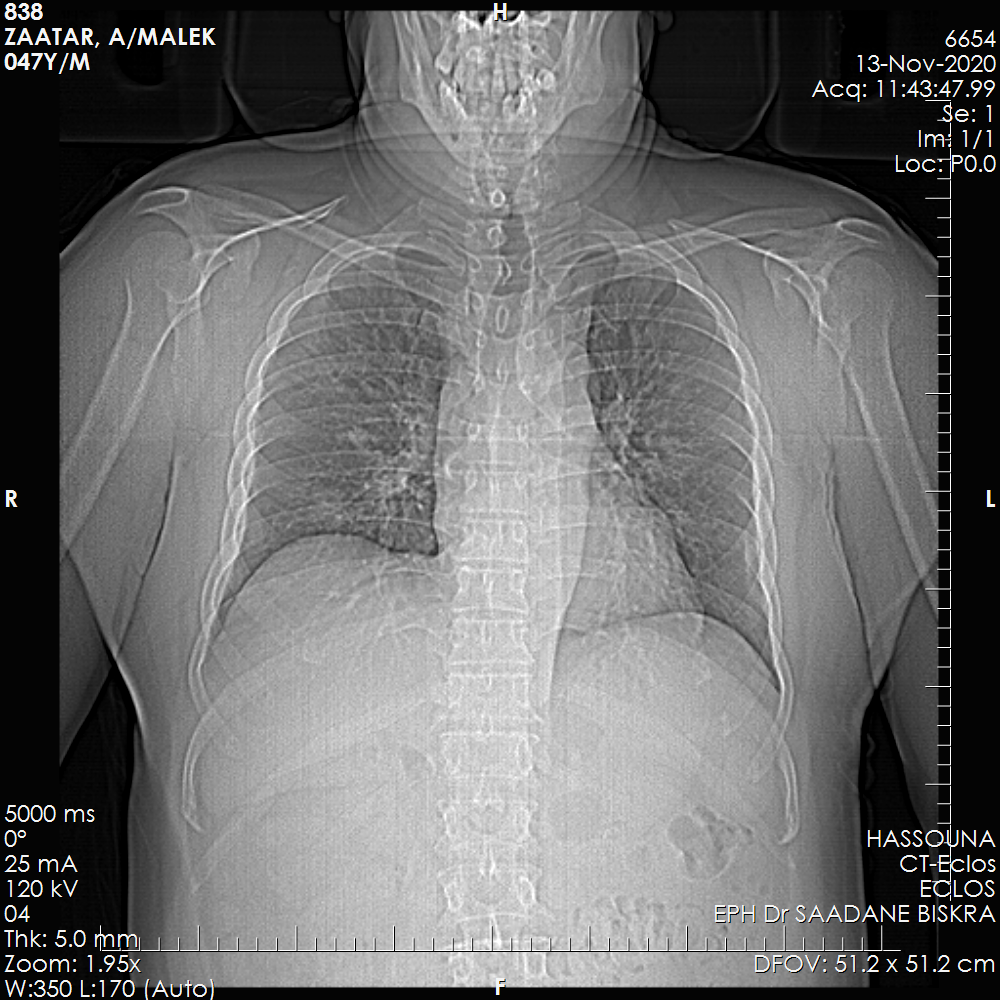 838
ZAATAR, A/MALEK
047Y/M
H
6654
13-Nov-2020
Acq: 11:43:47.99
Se: 1
Im: 1/1
Loc: P0.0
R
L
5000 ms
0°
25 mA
120 kV
04
Thk: 5.0 mm
Zoom: 1.95x
W:350 L:170 (Auto)
F
HASSOUNA
CT-Eclos
ECLOS
EPH Dr SAADANE BISKRA
DFOV: 51.2 x 51.2 cm